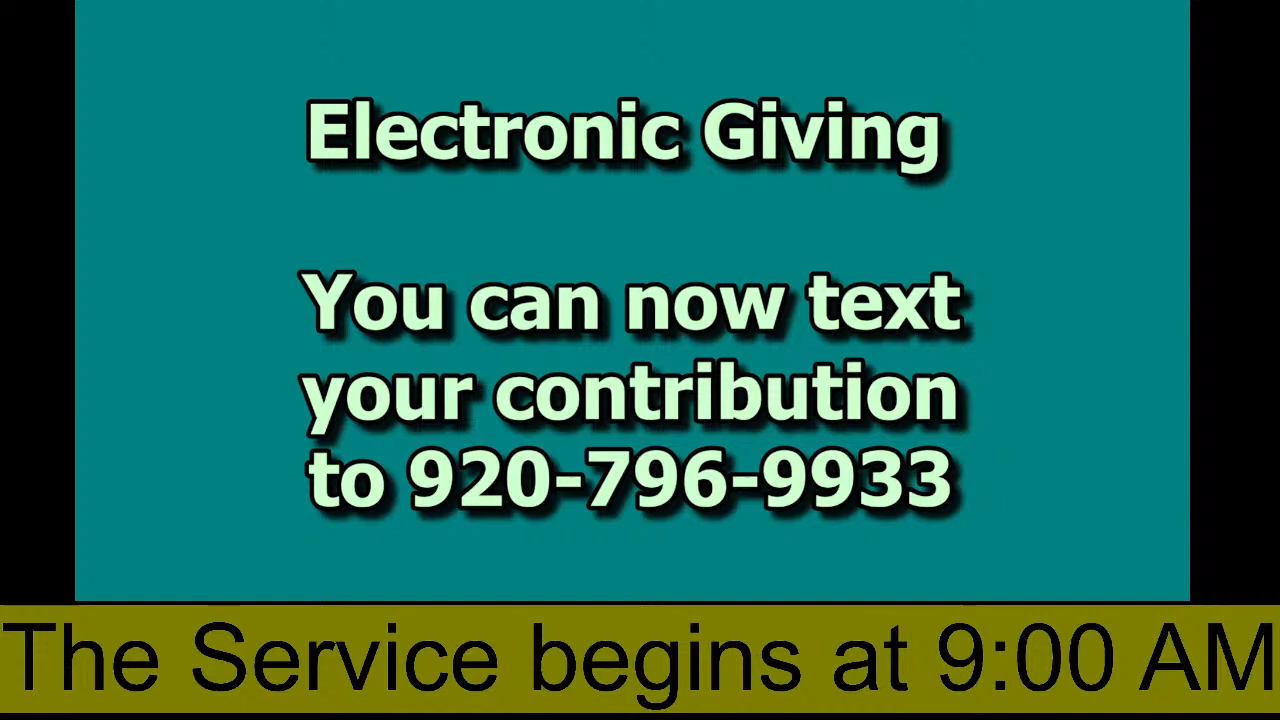 Electronic Giving
You can now text
your contribution
to 920-796-9933
The Service begins at 9:00 AM